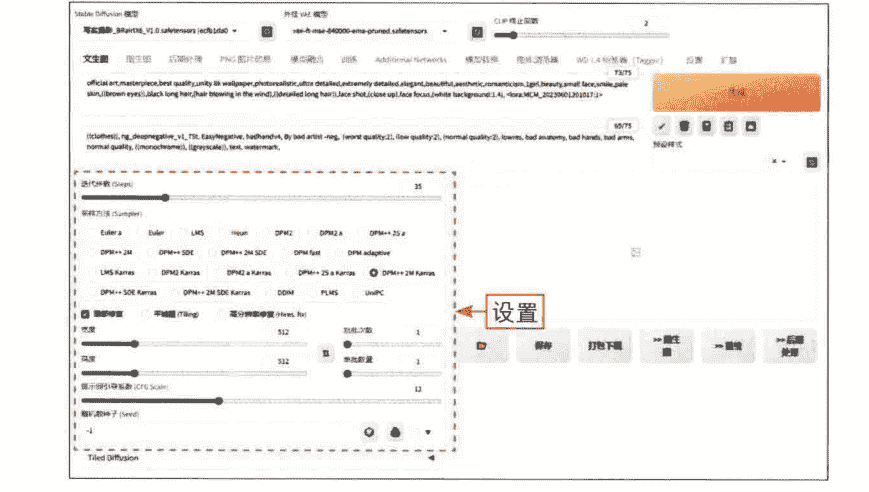 Stable Diffusion 模型
外挂 VAE 模型
CLIP 终止层数
2
vae-ft-mse-840000-ema-pruned.safetensors
文生图 图生图 后期处理 PNG 图片信息 模型融合 训练 Additional Networks 模型转换 WD 1.4 标签器 (Tagger) 设置 扩展
73/75
official art,masterpiece,best quality,unity 8k wallpaper,photorealistic,ultra detailed,extremely detailed,elegant,beautiful,aesthetic,romanticism,1girl,beauty,small face,smile,pale
skin,((brown eyes)),black long hair,(hair blowing in the wind),((detailed long hair)),face shot,(close up),face focus,(white background:1.4), <lora:MCM_20230601201017:1>
生成
65/75
((clothes)), ng_deepnegative_v1_75t, EasyNegative, badhandv4, By bad artist -neg, (worst quality:2), (low quality:2), (normal quality:2), lowres, bad anatomy, bad hands, bad arms,
normal quality, ((monochrome)), ((grayscale)), text, watermark,
预设样式
迭代步数 (Steps)
35
采样方法 (Sampler)
Euler a Euler LMS Heun DPM2 DPM2 a DPM++ 2S a
DPM++ 2M DPM++ SDE DPM++ 2M SDE DPM fast DPM adaptive
LMS Karras DPM2 Karras DPM2 a Karras DPM++ 2S a Karras DPM++ 2M Karras
DPM++ SDE Karras DPM++ 2M SDE Karras DDIM PLMS UniPC
面部修复 平铺图 (Tiling) 高分辨率修复 (Hires. fix)
设置
宽度
512
总批次数
1
高度
512
单批数量
1
保存 打包下载 >> 图生图 >> 重绘 >> 后期处理
提示词引导系数 (CFG Scale)
12
随机数种子 (Seed)
-1
Tiled Diffusion